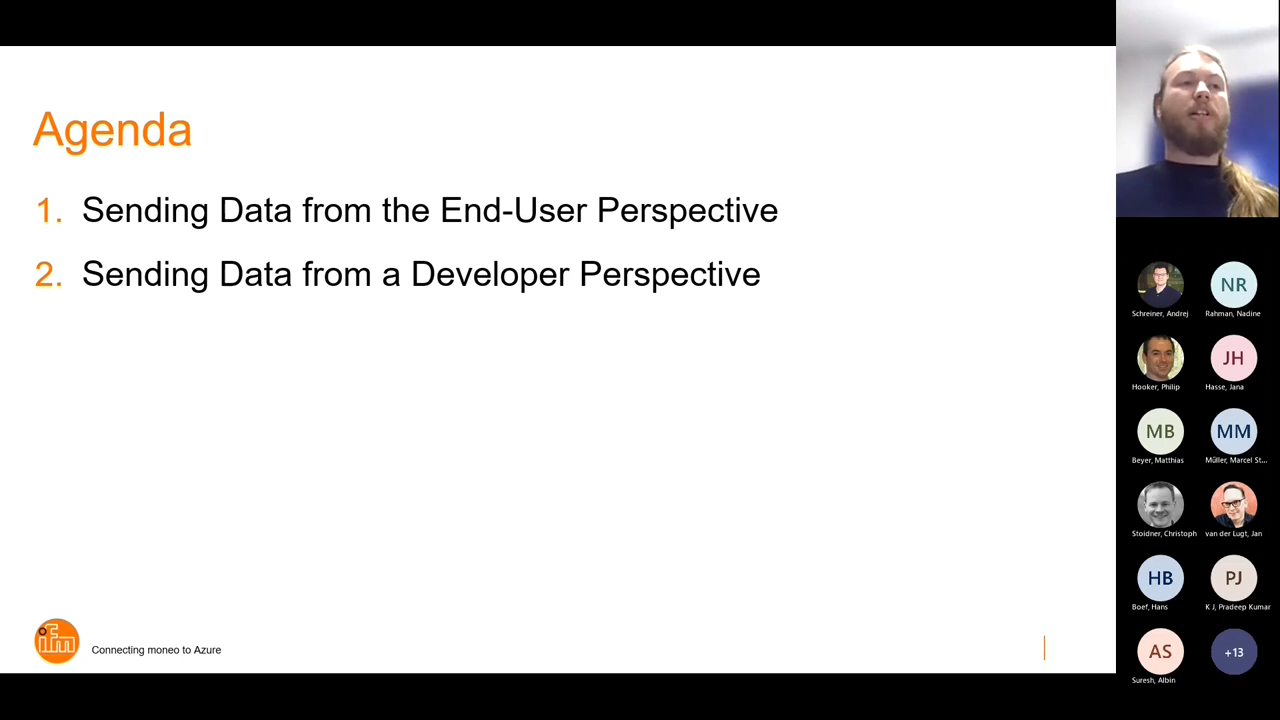 Agenda
1. Sending Data from the End-User Perspective
2. Sending Data from a Developer Perspective
ifm
Connecting moneo to Azure
Schreiner, Andrej
NR
Rahman, Nadine
Hooker, Philip
JH
Hasse, Jana
MB
Beyer, Matthias
MM
Müller, Marcel St...
Stoidner, Christoph
van der Lugt, Jan
HB
Boef, Hans
PJ
K J, Pradeep Kumar
AS
Suresh, Albin
+13